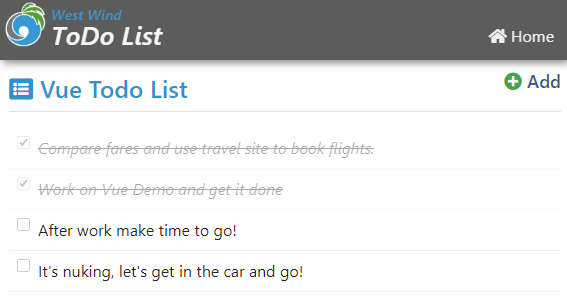 West Wind
ToDo List
Home
Vue Todo List
Add
Compare fares and use travel site to book flights.
Work on Vue Demo and get it done
After work make time to go!
It's nuking, let's get in the car and go!